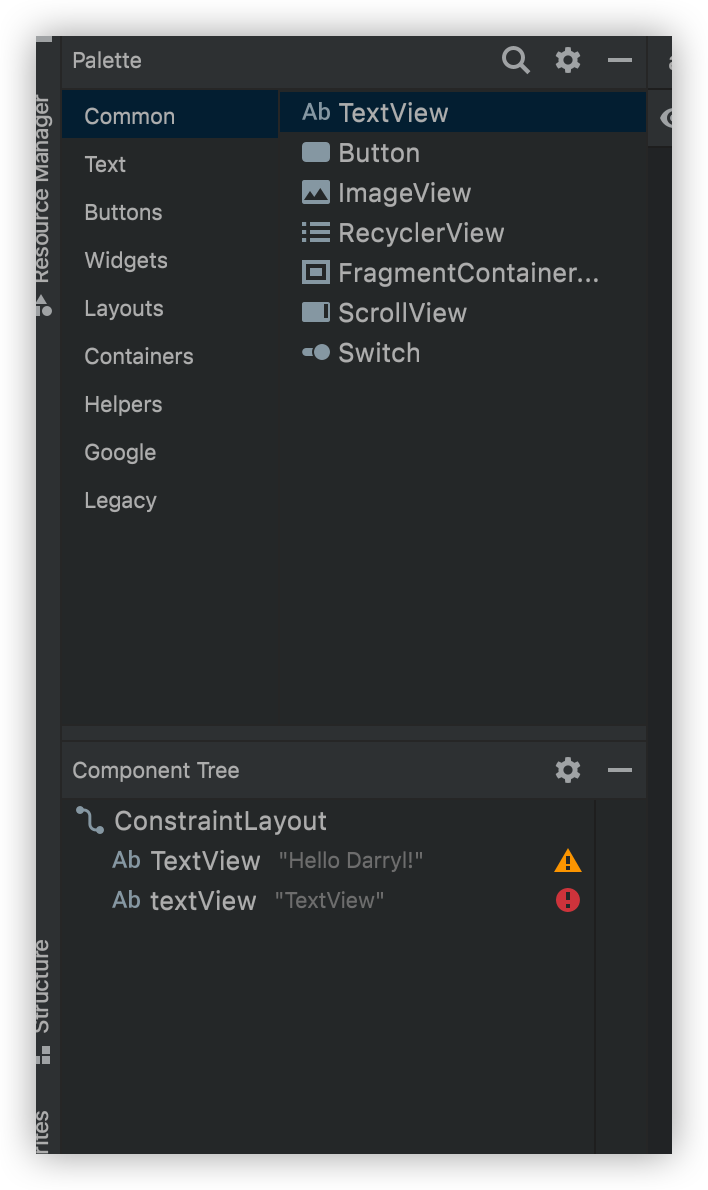 Palette
Resource Manager
Common
Text
Buttons
Widgets
Layouts
Containers
Helpers
Google
Legacy
Ab TextView
Button
ImageView
RecyclerView
FragmentContainer...
ScrollView
Switch
Component Tree
ConstraintLayout
Ab TextView "Hello Darryl!"
Ab textView "TextView"
Structure